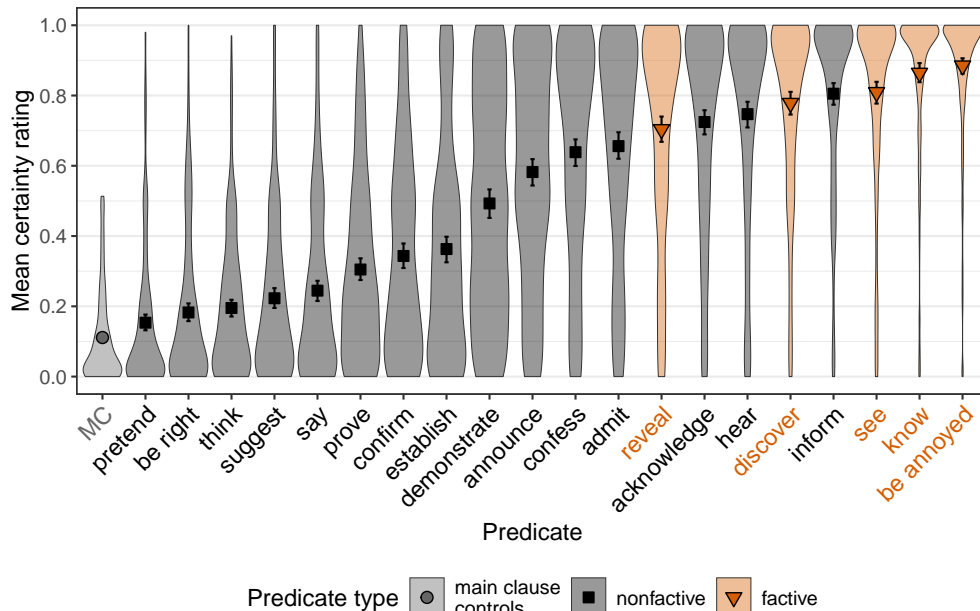 Mean certainty rating
1.0
0.8
0.6
0.4
0.2
0.0
MC
pretend
be right
think
suggest
say
prove
confirm
establish
demonstrate
announce
confess
admit
reveal
acknowledge
hear
discover
inform
see
know
be annoyed
Predicate
Predicate type
main clause
controls
nonfactive
factive